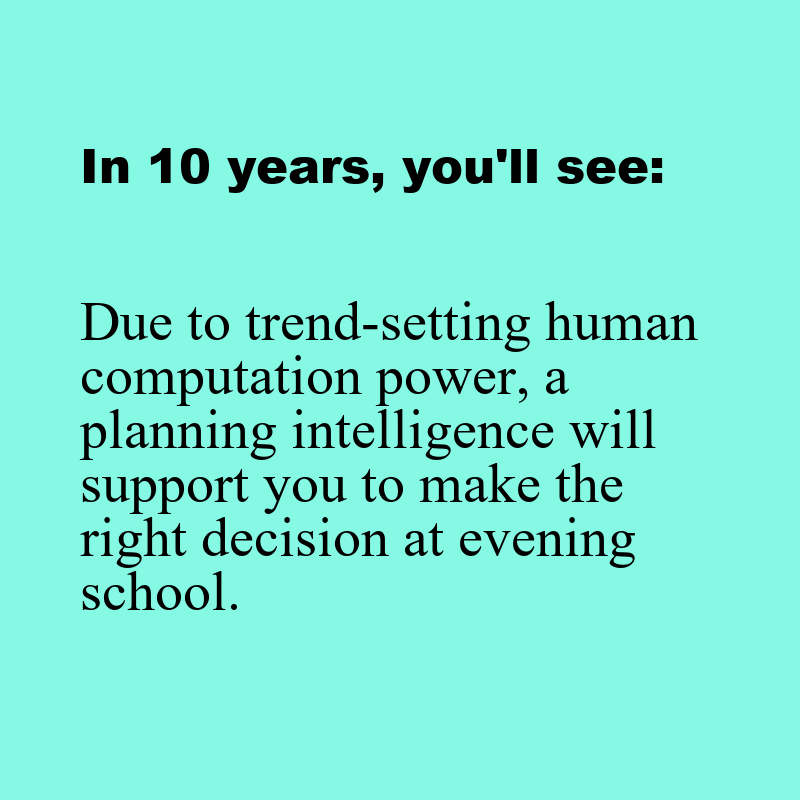 In 10 years, you'll see:
Due to trend-setting human
computation power, a
planning intelligence will
support you to make the
right decision at evening
school.